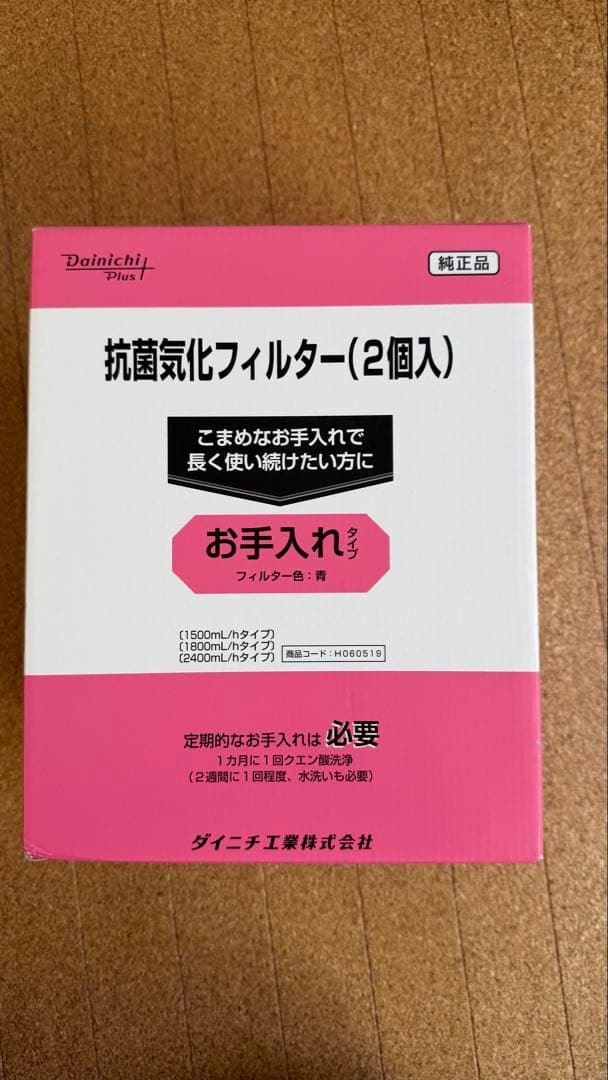 Dainichi
Plus
純正品
抗菌気化フィルター(2個入)
こまめなお手入れで
長く使い続けたい方に
お手入れタイプ
フィルター色：青
〔1500mL/hタイプ〕
〔1800mL/hタイプ〕
〔2400mL/hタイプ〕
商品コード：H060519
定期的なお手入れは必要
1カ月に1回クエン酸洗浄
（2週間に1回程度、水洗いも必要）
ダイニチ工業株式会社